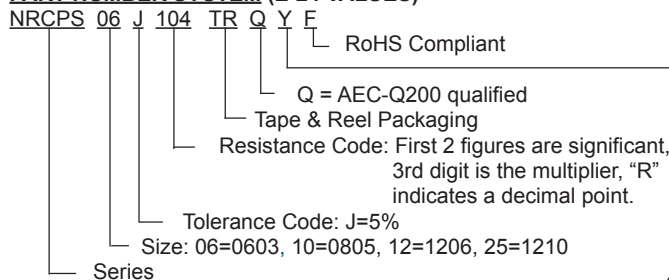 PART NUMBER SYSTEM (E-24 VALUES)
NRCPS 06 J 104 TR Q Y F
RoHS Compliant
Q = AEC-Q200 qualified
Tape & Reel Packaging
Resistance Code: First 2 figures are significant,
3rd digit is the multiplier, “R”
indicates a decimal point.
Tolerance Code: J=5%
Size: 06=0603, 10=0805, 12=1206, 25=1210
Series